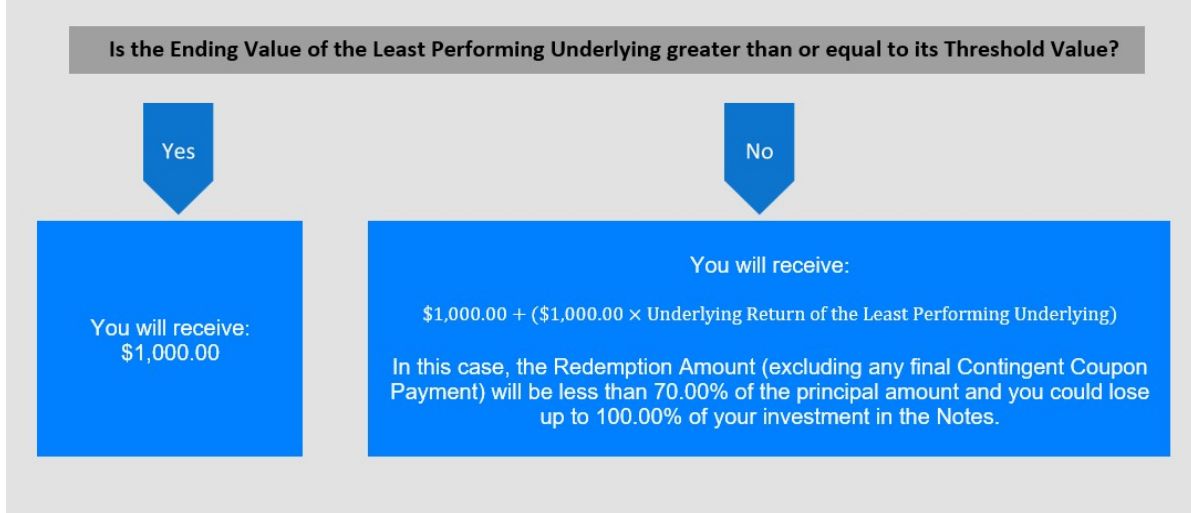 Is the Ending Value of the Least Performing Underlying greater than or equal to its Threshold Value?
Yes
No
You will receive:
$1,000.00
You will receive:
$1,000.00 + ($1,000.00 × Underlying Return of the Least Performing Underlying)
In this case, the Redemption Amount (excluding any final Contingent Coupon
Payment) will be less than 70.00% of the principal amount and you could lose
up to 100.00% of your investment in the Notes.